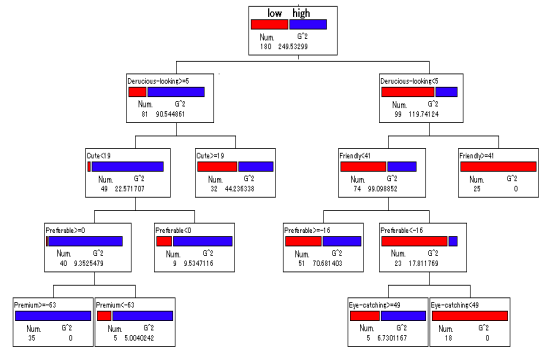 low high
Num. G^2
180 249.53299
Derucious-looking>=5
Num. G^2
81 90.544861
Derucious-looking<5
Num. G^2
99 119.74124
Cute<19
Num. G^2
49 22.571707
Cute>=19
Num. G^2
32 44.236338
Friendly<41
Num. G^2
74 99.098852
Friendly>=41
Num. G^2
25 0
Preferable>=0
Num. G^2
40 9.3525479
Preferable<0
Num. G^2
9 9.5347116
Preferable>=-16
Num. G^2
51 70.681403
Preferable<-16
Num. G^2
23 17.811769
Premium>=-53
Num. G^2
35 0
Premium<-53
Num. G^2
5 5.0040242
Eye-catching>=49
Num. G^2
5 6.7301167
Eye-catching<49
Num. G^2
18 0